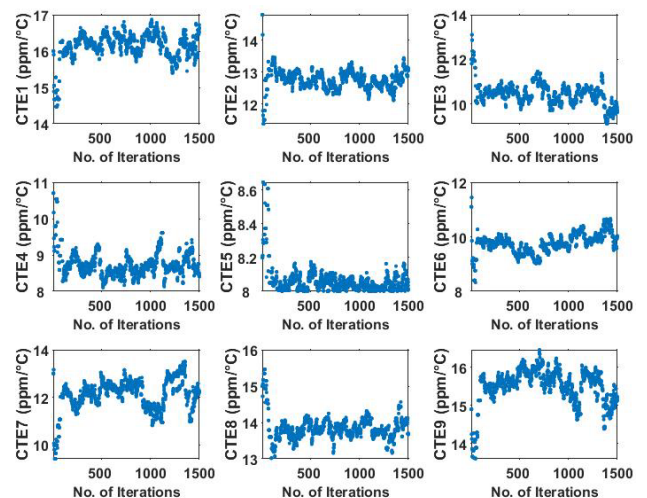 17
16
15
14
CTE1 (ppm/°C)
500 1000 1500
No. of Iterations
14
13
12
CTE2 (ppm/°C)
500 1000 1500
No. of Iterations
14
12
10
CTE3 (ppm/°C)
500 1000 1500
No. of Iterations
11
10
9
8
CTE4 (ppm/°C)
500 1000 1500
No. of Iterations
8.6
8.4
8.2
8
CTE5 (ppm/°C)
500 1000 1500
No. of Iterations
12
10
8
CTE6 (ppm/°C)
500 1000 1500
No. of Iterations
14
12
10
CTE7 (ppm/°C)
500 1000 1500
No. of Iterations
16
15
14
13
CTE8 (ppm/°C)
500 1000 1500
No. of Iterations
16
15
14
CTE9 (ppm/°C)
500 1000 1500
No. of Iterations